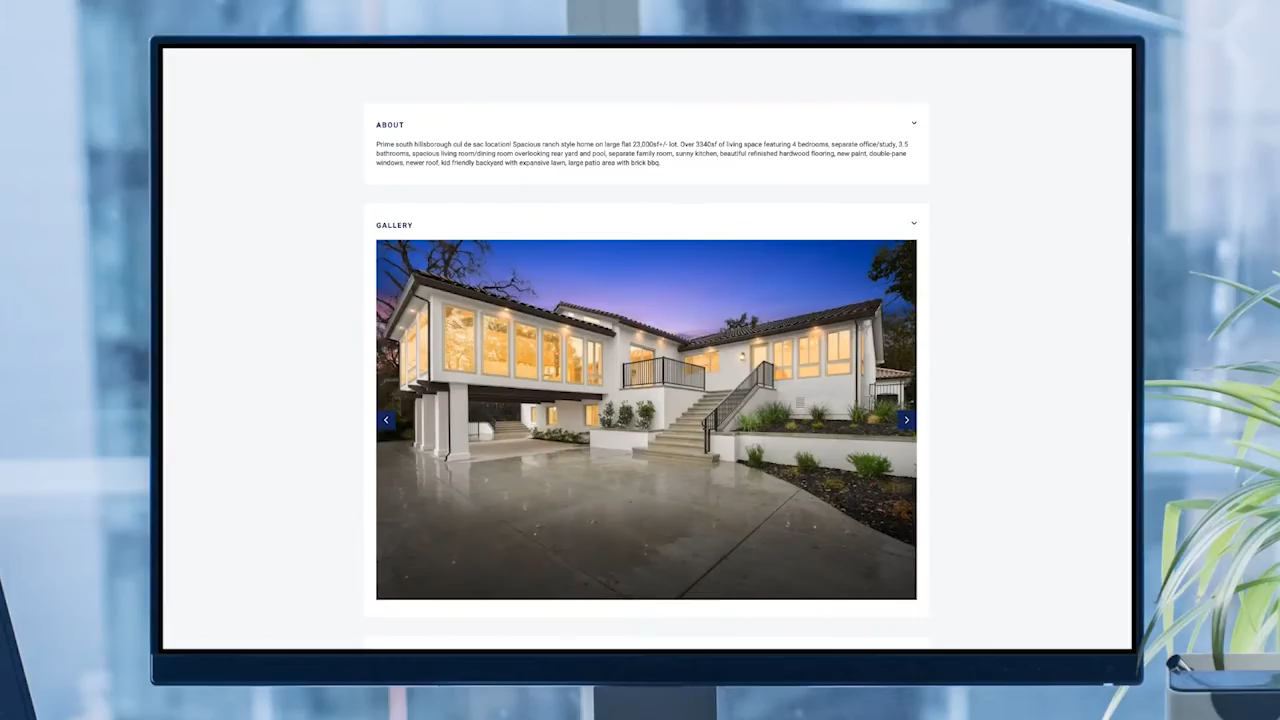 ABOUT
Prime south hillsborough cul de sac location! Spacious ranch style home on large flat 23,000sf+/- lot. Over 3340sf of living space featuring 4 bedrooms, separate office/study, 3.5
bathrooms, spacious living room/dining room overlooking rear yard and pool, separate family room, sunny kitchen, beautiful refinished hardwood flooring, new paint, double-pane
windows, newer roof, kid friendly backyard with expansive lawn, large patio area with brick bbq.
GALLERY